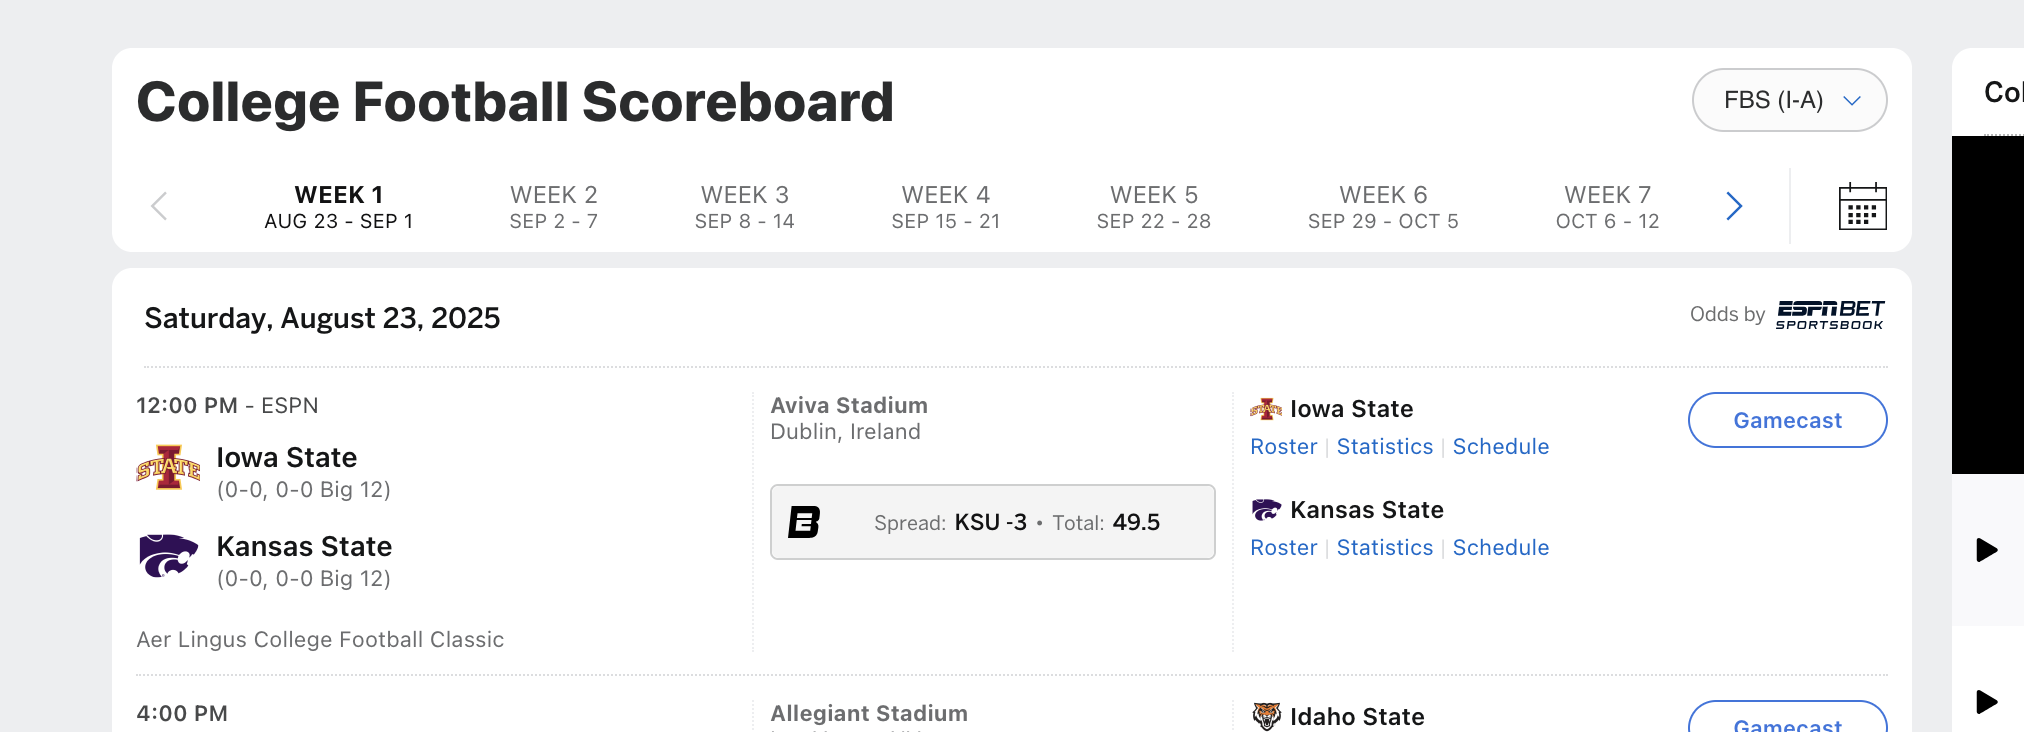 College Football Scoreboard
FBS (I-A)
Col
WEEK 1
AUG 23 - SEP 1
WEEK 2
SEP 2 - 7
WEEK 3
SEP 8 - 14
WEEK 4
SEP 15 - 21
WEEK 5
SEP 22 - 28
WEEK 6
SEP 29 - OCT 5
WEEK 7
OCT 6 - 12
Saturday, August 23, 2025
Odds by ESPN BET
SPORTSBOOK
12:00 PM - ESPN
STATE Iowa State
(0-0, 0-0 Big 12)
Kansas State
(0-0, 0-0 Big 12)
Aer Lingus College Football Classic
Aviva Stadium
Dublin, Ireland
Spread: KSU -3 • Total: 49.5
STATE Iowa State
Roster | Statistics | Schedule
Kansas State
Roster | Statistics | Schedule
Gamecast
4:00 PM
Allegiant Stadium
Idaho State
Gamecast